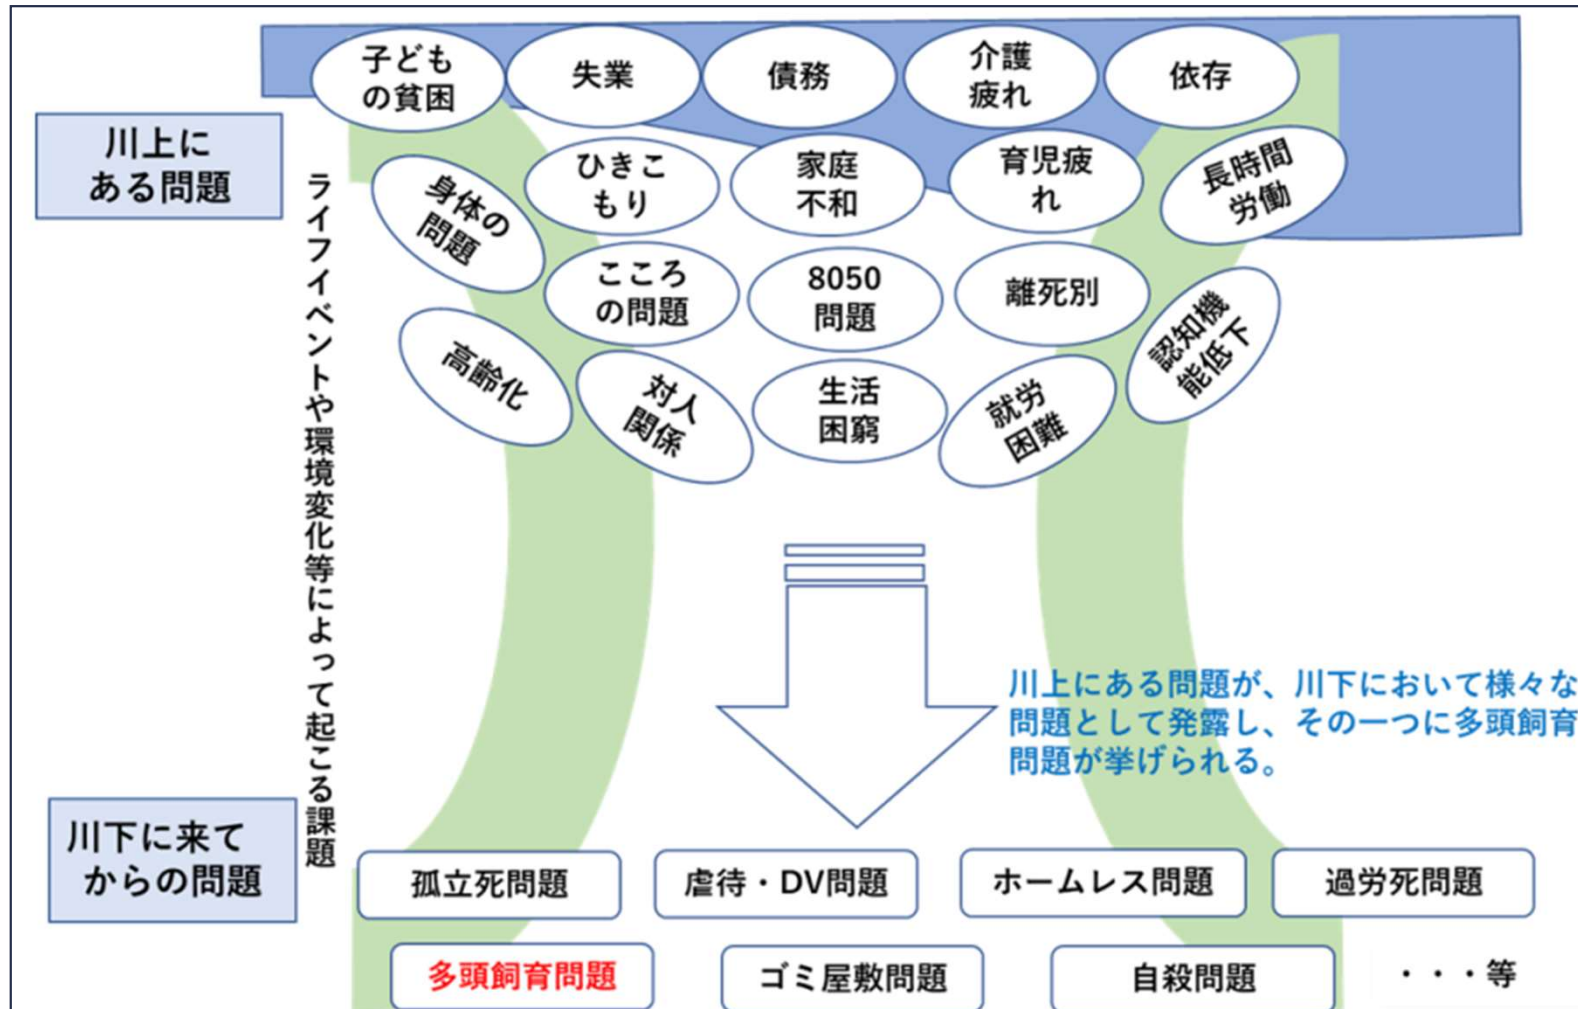 子ども
の貧困
失業
債務
介護
疲れ
依存
川上に
ある問題
身体の
問題
ひきこ
もり
家庭
不和
育児疲
れ
長時間
労働
こころ
の問題
8050
問題
離死別
認知機
能低下
高齢化
対人
関係
生活
困窮
就労
困難
ライフイベントや環境変化等によって起こる課題
川上にある問題が、川下において様々な
問題として発露し、その一つに多頭飼育
問題が挙げられる。
川下に来て
からの問題
孤立死問題
虐待・DV問題
ホームレス問題
過労死問題
多頭飼育問題
ゴミ屋敷問題
自殺問題
・・・等